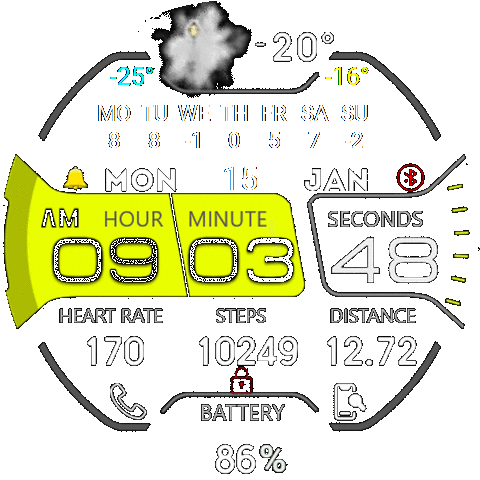 -20°
-25° -16°
MO TU WE TH FR SA SU
8 8 -1 0 5 7 -2
MON 15 JAN
AM HOUR MINUTE SECONDS
09 03 48
HEART RATE STEPS DISTANCE
170 10249 12.72
BATTERY
86%